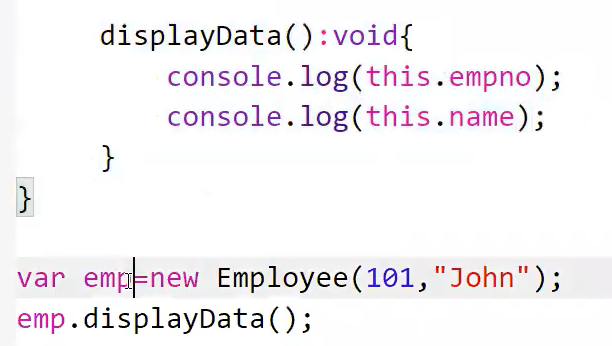 displayData():void{
console.log(this.empno);
console.log(this.name);
}
}
var emp=new Employee(101,"John");
emp.displayData();